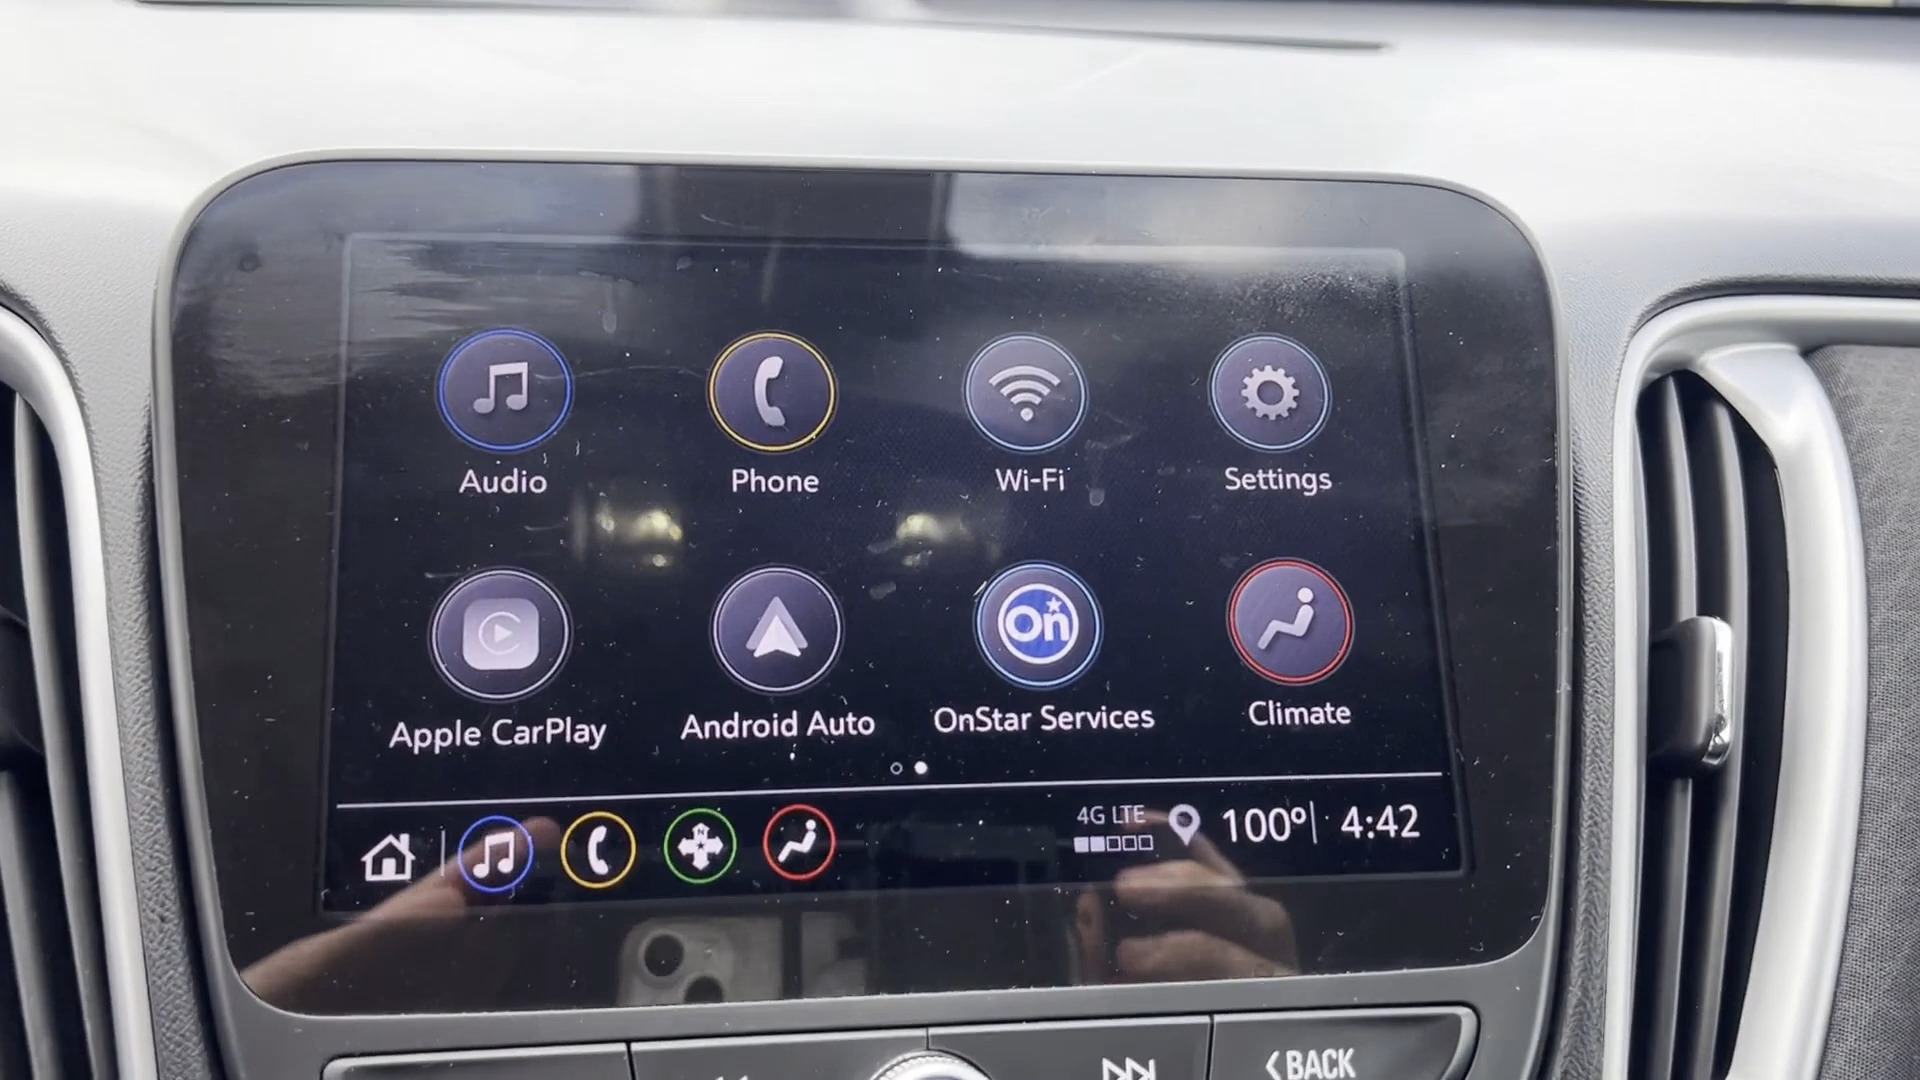 Audio
Phone
Wi-Fi
Settings
On
Apple CarPlay
Android Auto
OnStar Services
Climate
N
4G LTE
100°
4:42
BACK